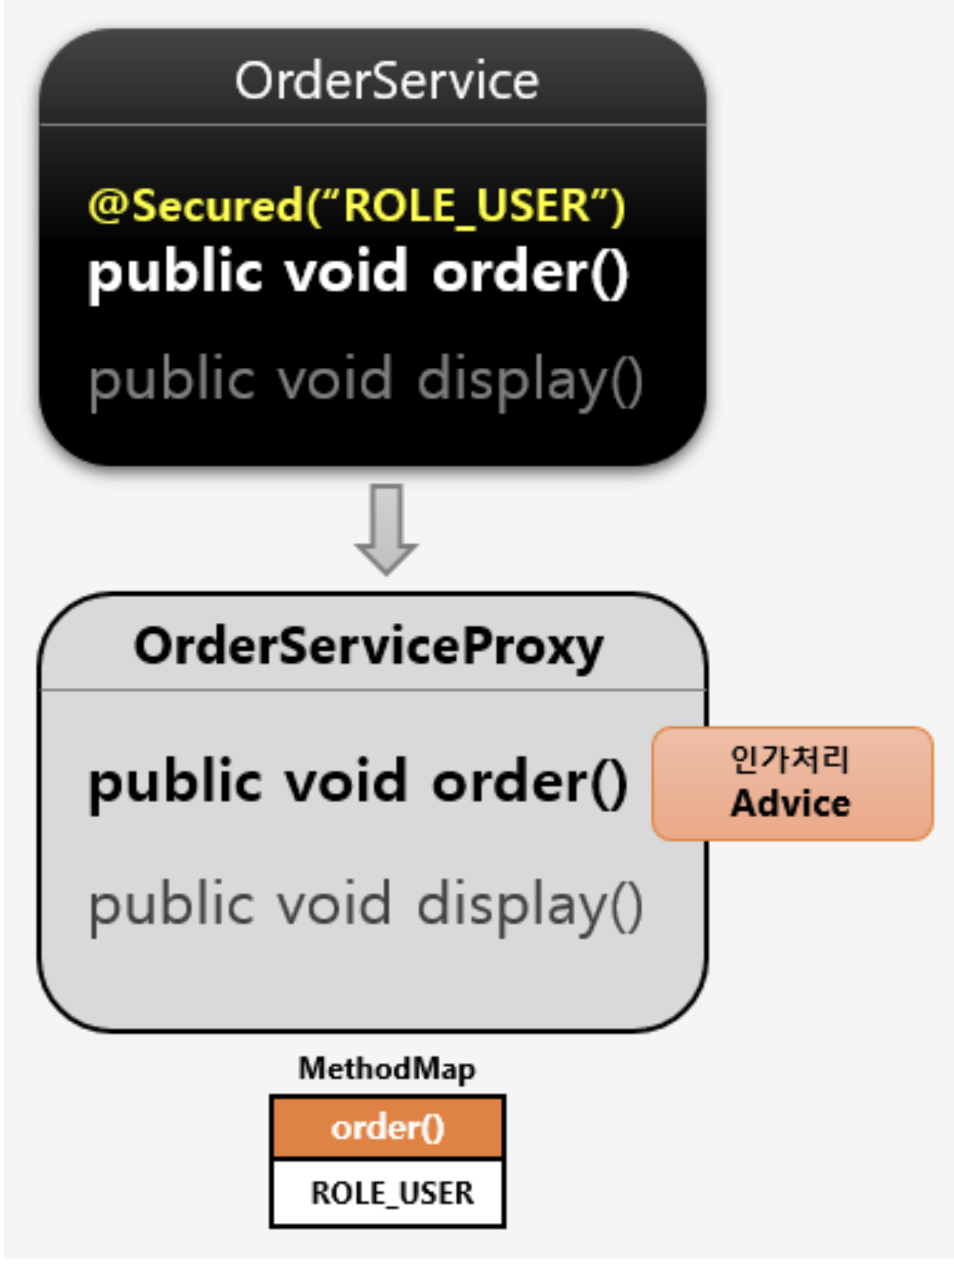 OrderService
@Secured(“ROLE_USER”)
public void order()
public void display()
OrderServiceProxy
public void order()
인가처리
Advice
public void display()
MethodMap
order()
ROLE_USER